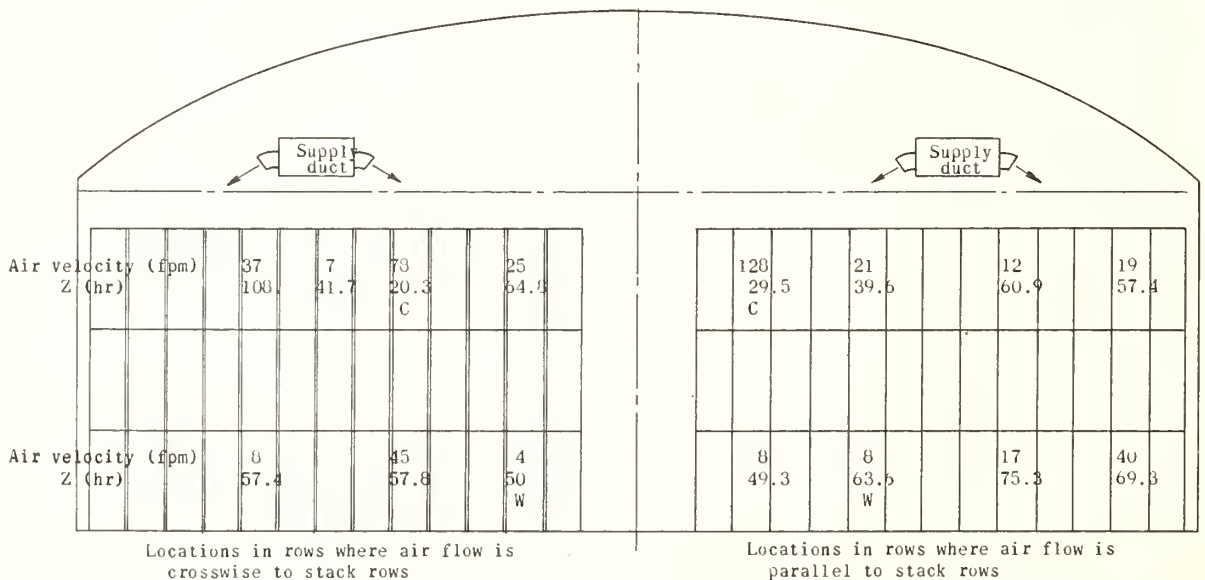 Supply duct
Supply duct
Air velocity (fpm) 37 7 78 25 128 21 12 19
Z (hr) 108. 41.7 20.3 64.8 29.5 39.6 60.9 57.4
C C
Air velocity (fpm) 8 45 4 8 8 17 40
Z (hr) 57.4 57.8 50 49.3 63.6 75.3 69.3
W W
Locations in rows where air flow is
crosswise to stack rows
Locations in rows where air flow is
parallel to stack rows